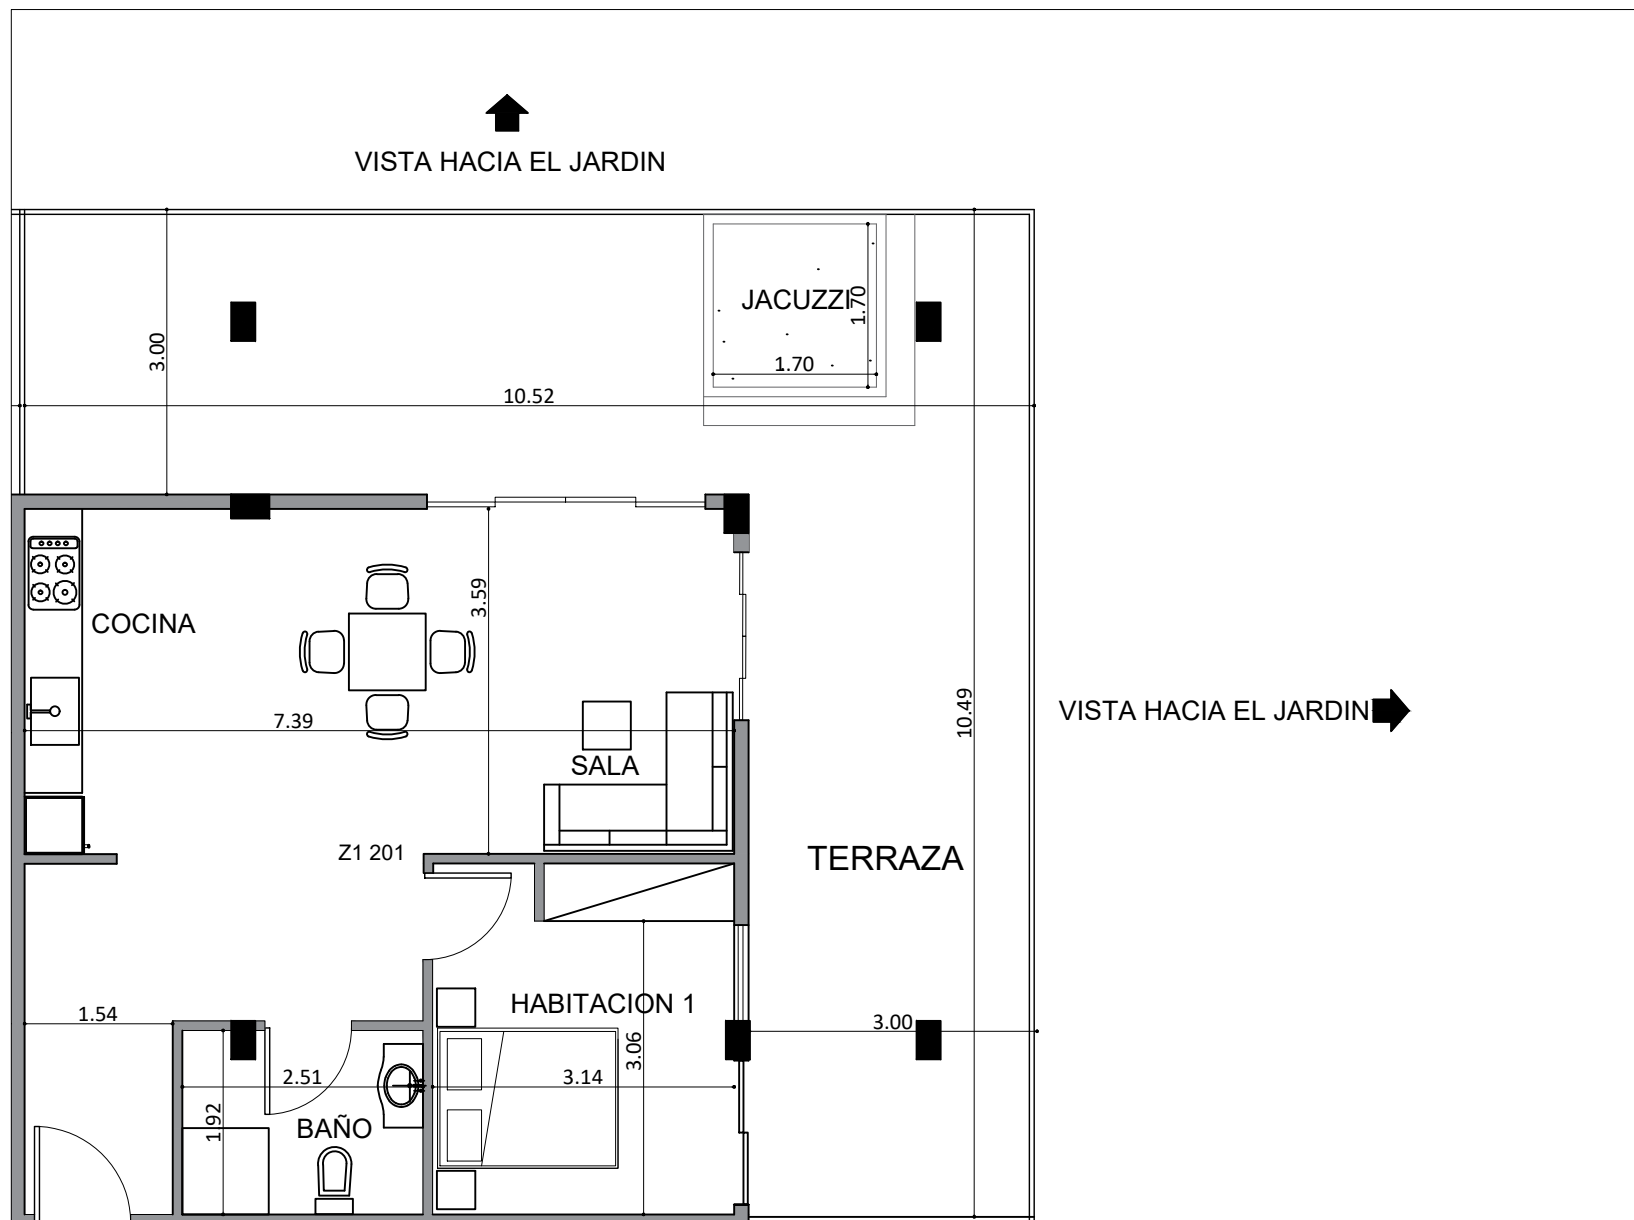 VISTA HACIA EL JARDIN
JACUZZI
1.70
3.00
1.70
10.52
COCINA
3.59
7.39
10.49
VISTA HACIA EL JARDIN
SALA
Z1 201
TERRAZA
HABITACION 1
1.54
3.00
3.06
2.51
3.14
1.92
BAÑO